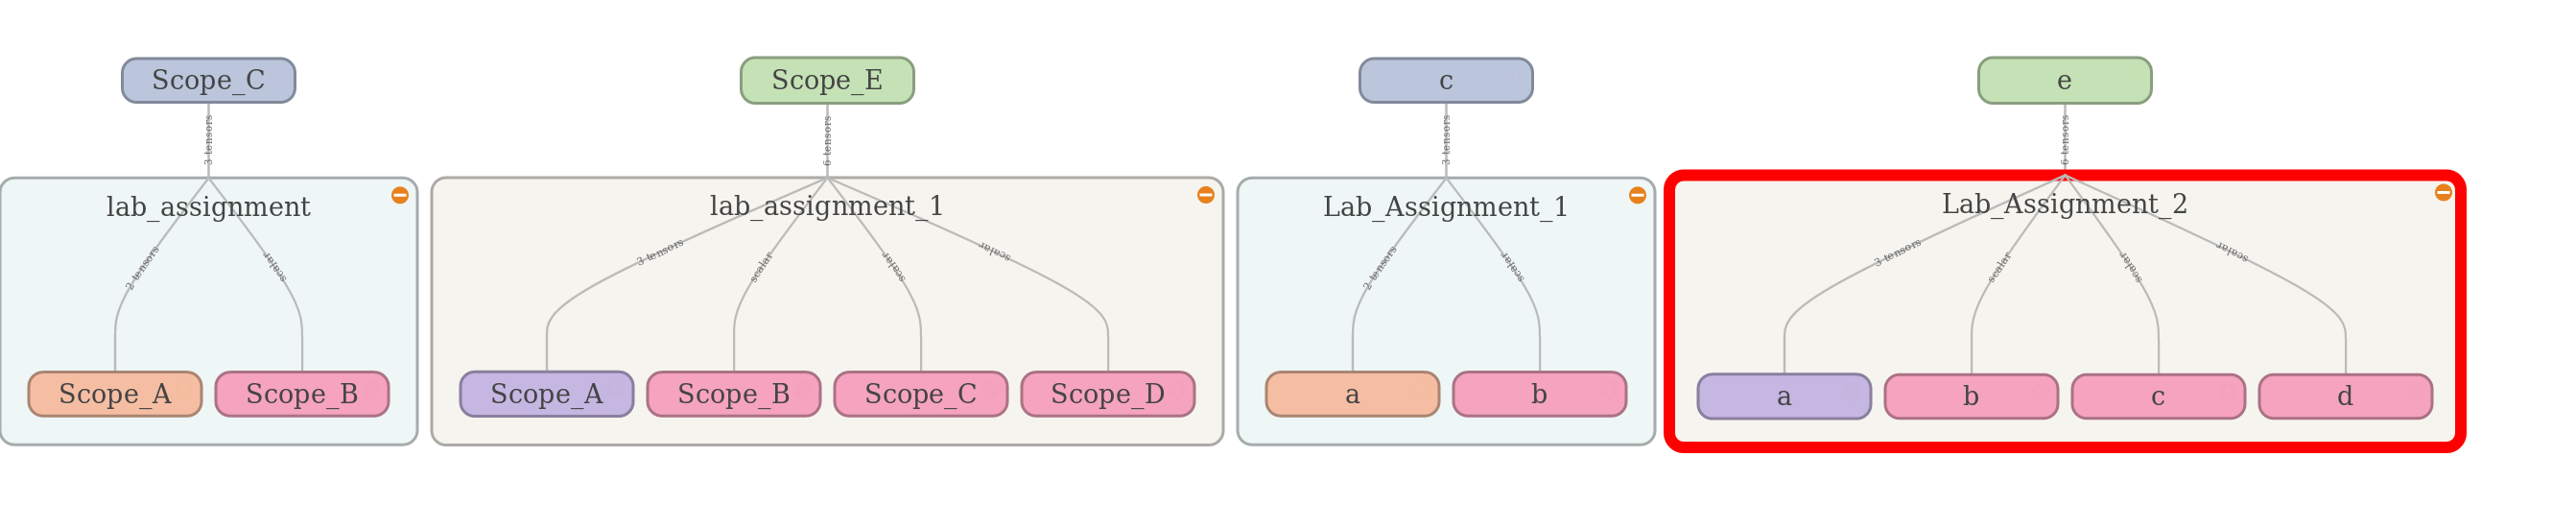 Scope_C
3 tensors
lab_assignment
2 tensors
scalar
Scope_A
Scope_B
Scope_E
6 tensors
lab_assignment_1
3 tensors
scalar
scalar
scalar
Scope_A
Scope_B
Scope_C
Scope_D
c
3 tensors
Lab_Assignment_1
2 tensors
scalar
a
b
e
6 tensors
Lab_Assignment_2
3 tensors
scalar
scalar
scalar
a
b
c
d